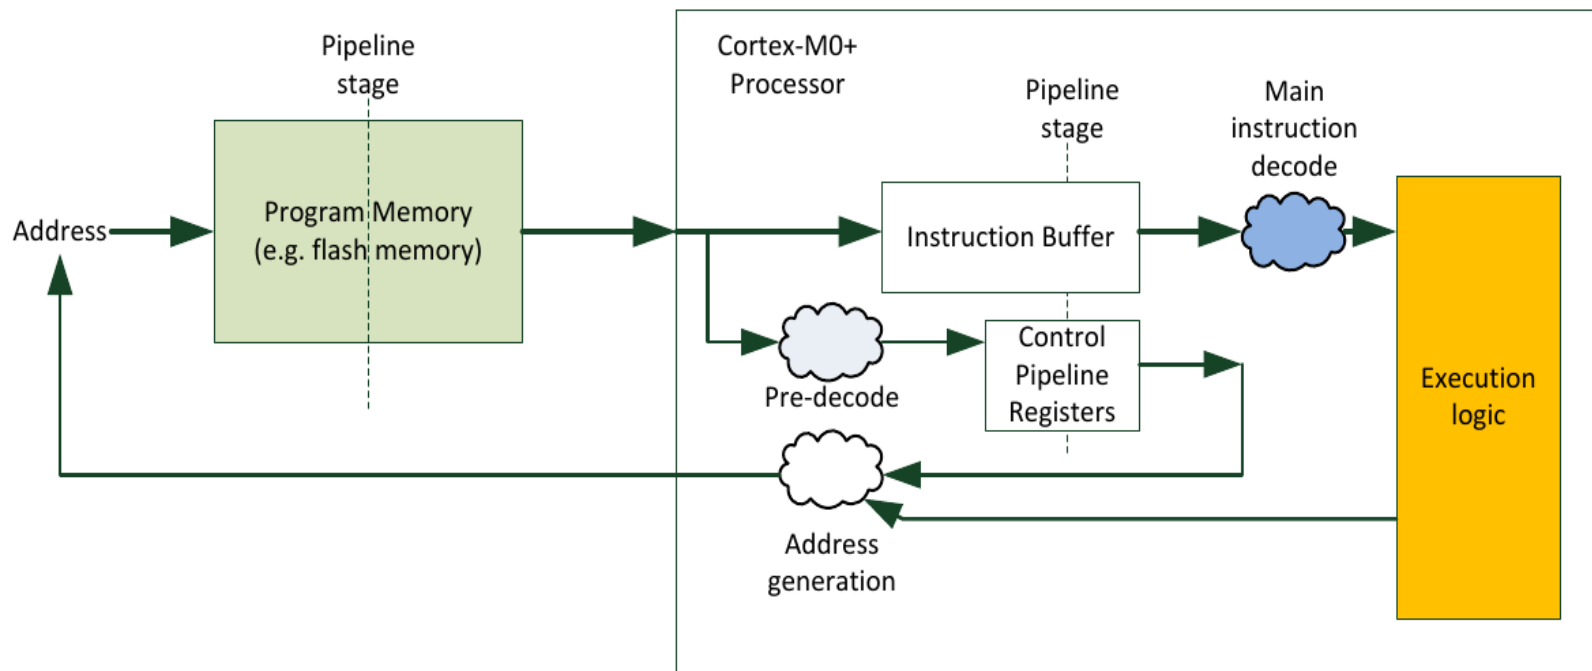 Pipeline
stage
Cortex-M0+
Processor
Pipeline
stage
Main
instruction
decode
Address
Program Memory
(e.g. flash memory)
Instruction Buffer
Pre-decode
Control
Pipeline
Registers
Execution
logic
Address
generation